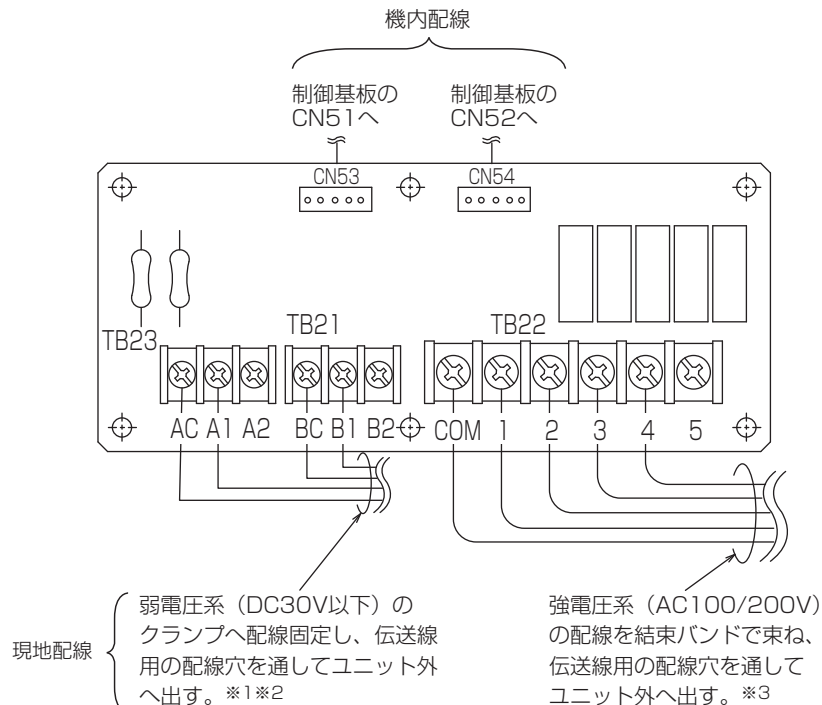 機内配線
制御基板の
CN51へ
制御基板の
CN52へ
CN53
CN54
TB23
TB21
TB22
AC A1 A2 BC B1 B2 COM 1 2 3 4 5
現地配線
弱電圧系（DC30V以下）の
クランプへ配線固定し、伝送線
用の配線穴を通してユニット外
へ出す。※1※2
強電圧系（AC100/200V）
の配線を結束バンドで束ね、
伝送線用の配線穴を通して
ユニット外へ出す。※3